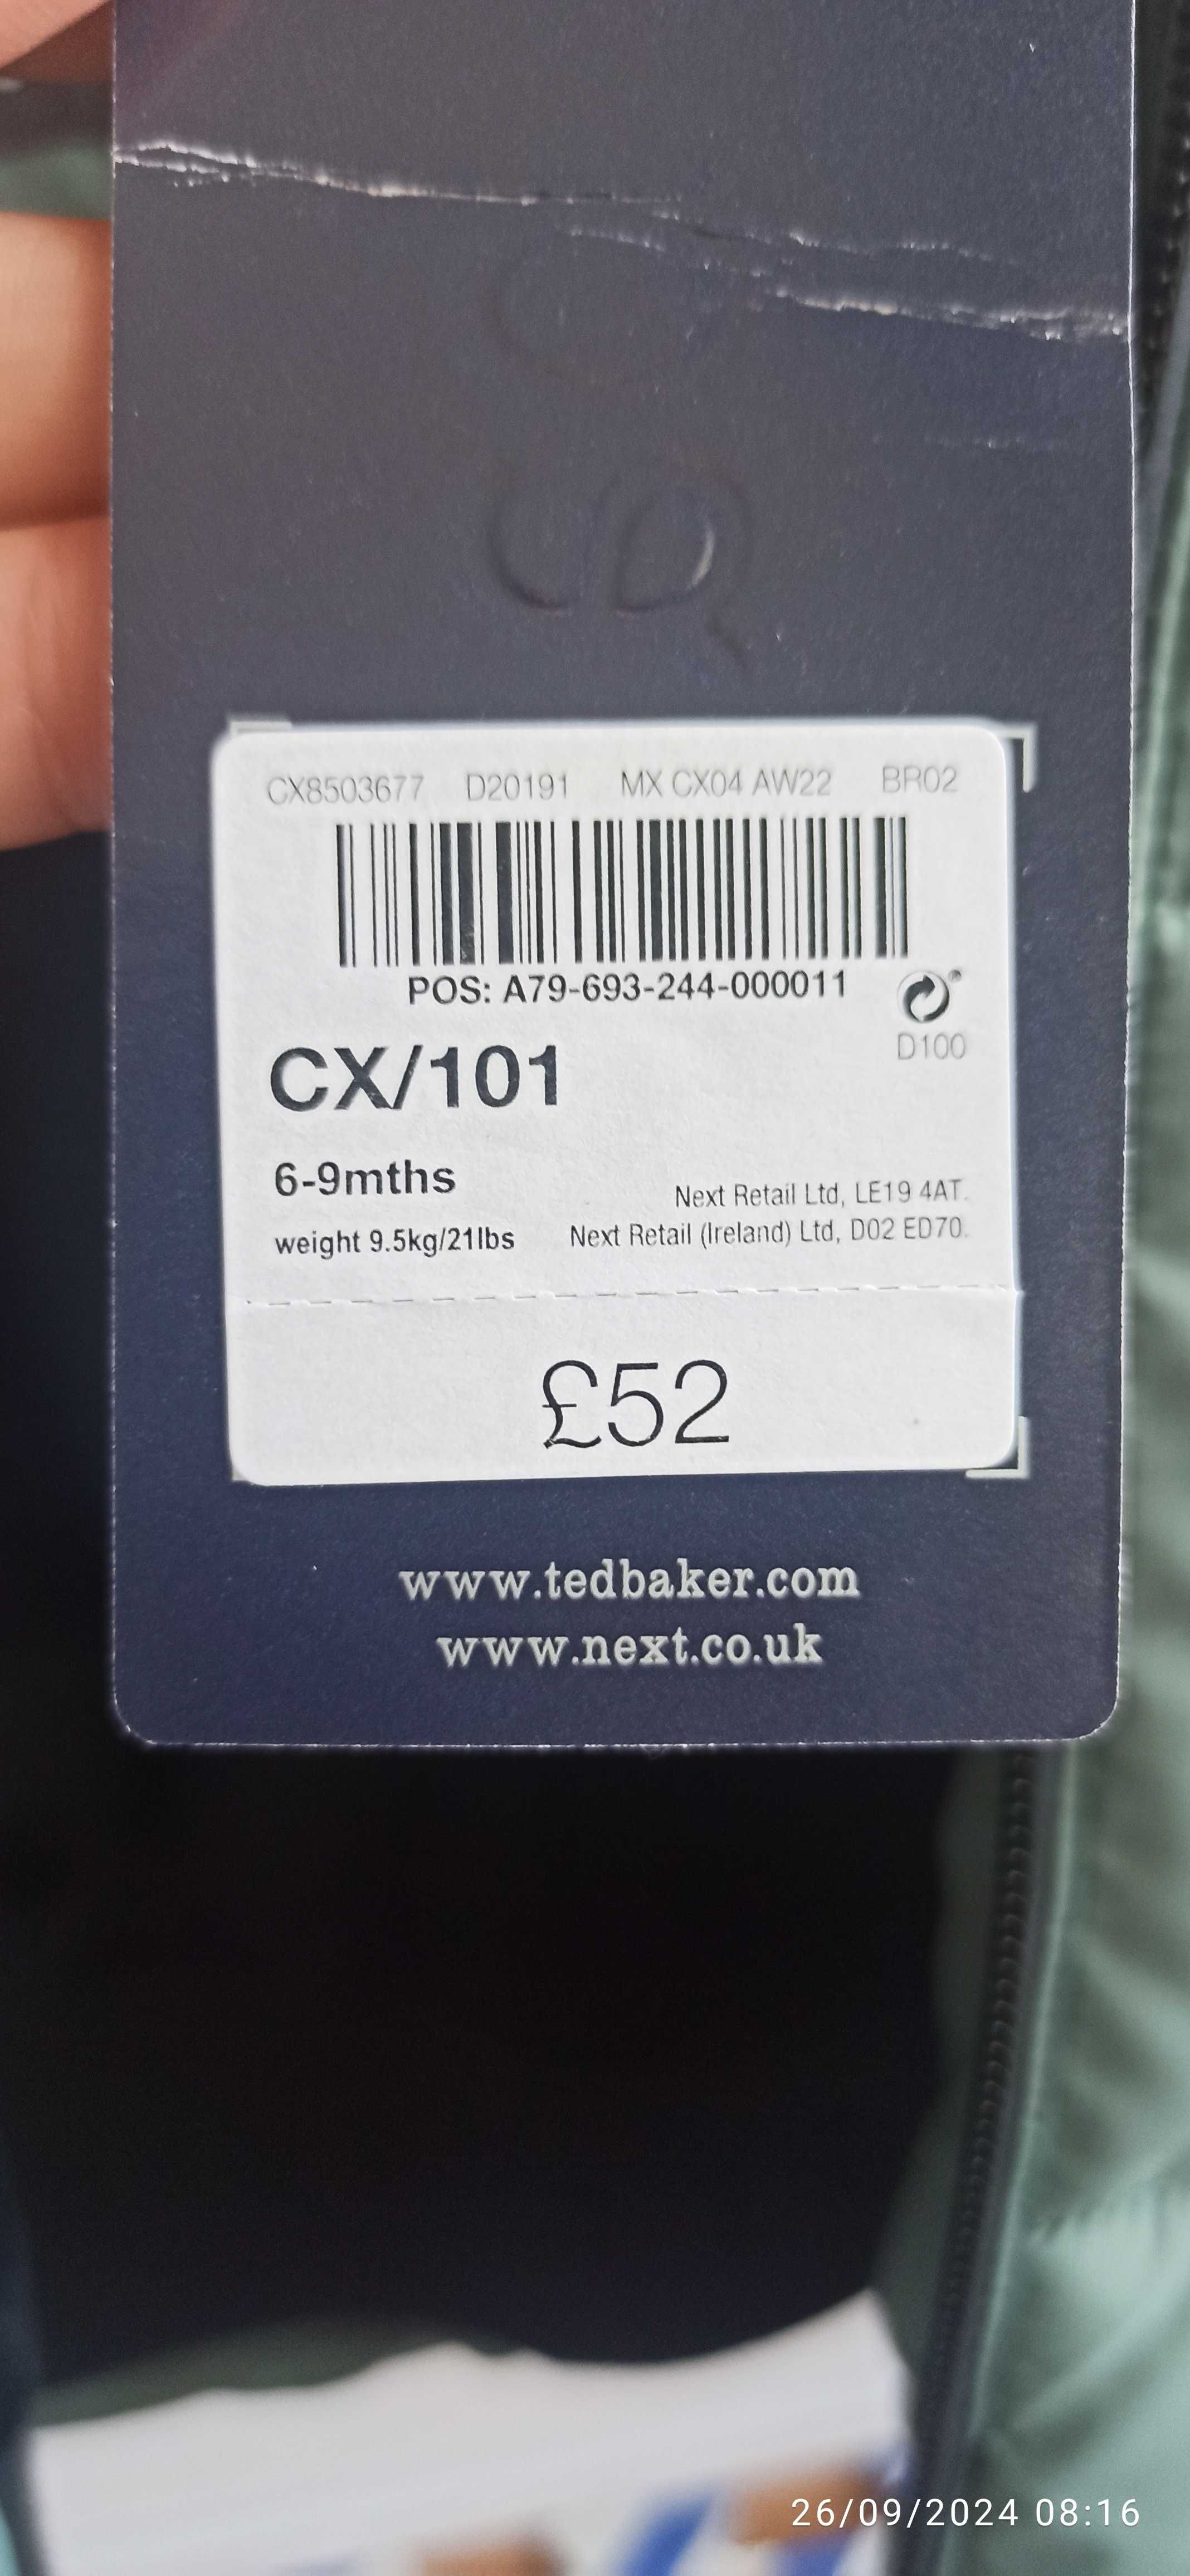 CX8503677 D20191 MX CX04 AW22 BR02
POS: A79-693-244-000011
D100
CX/101
6-9mths
Next Retail Ltd, LE19 4AT.
weight 9.5kg/21lbs Next Retail (Ireland) Ltd, D02 ED70.
£52
www.tedbaker.com
www.next.co.uk
26/09/2024 08:16